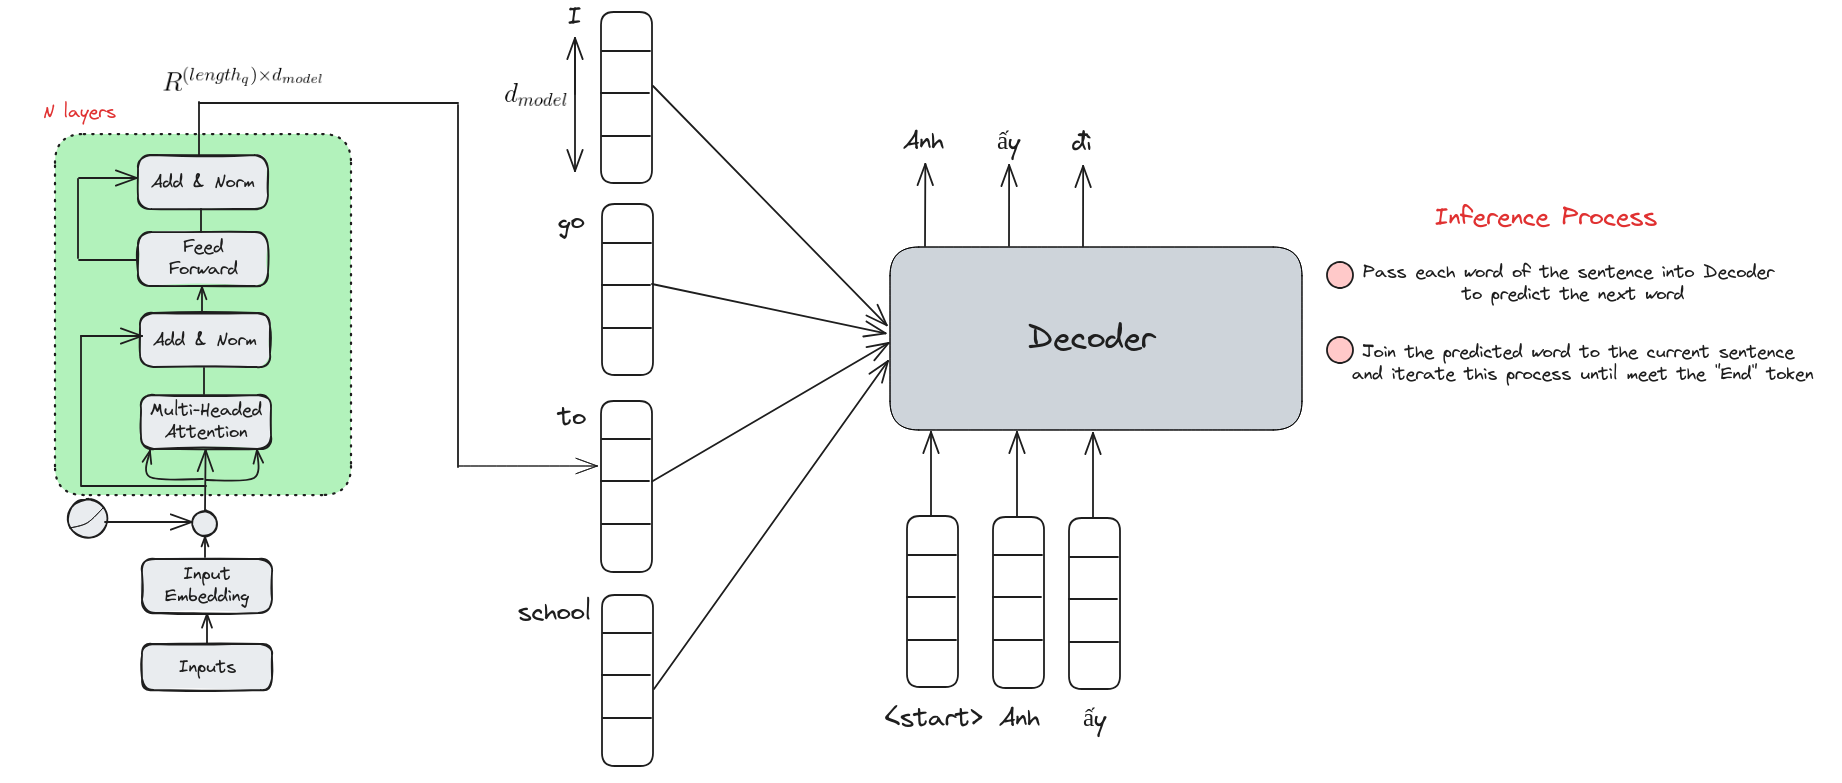 R^{(length_q)×d_{model}}
N layers
Add & Norm
Feed
Forward
Add & Norm
Multi-Headed
Attention
Input
Embedding
Inputs
I
d_{model}
go
to
school
Anh ấy đi
Decoder
<start> Anh ấy
Inference Process
Pass each word of the sentence into Decoder
to predict the next word
Join the predicted word to the current sentence
and iterate this process until meet the "End" token